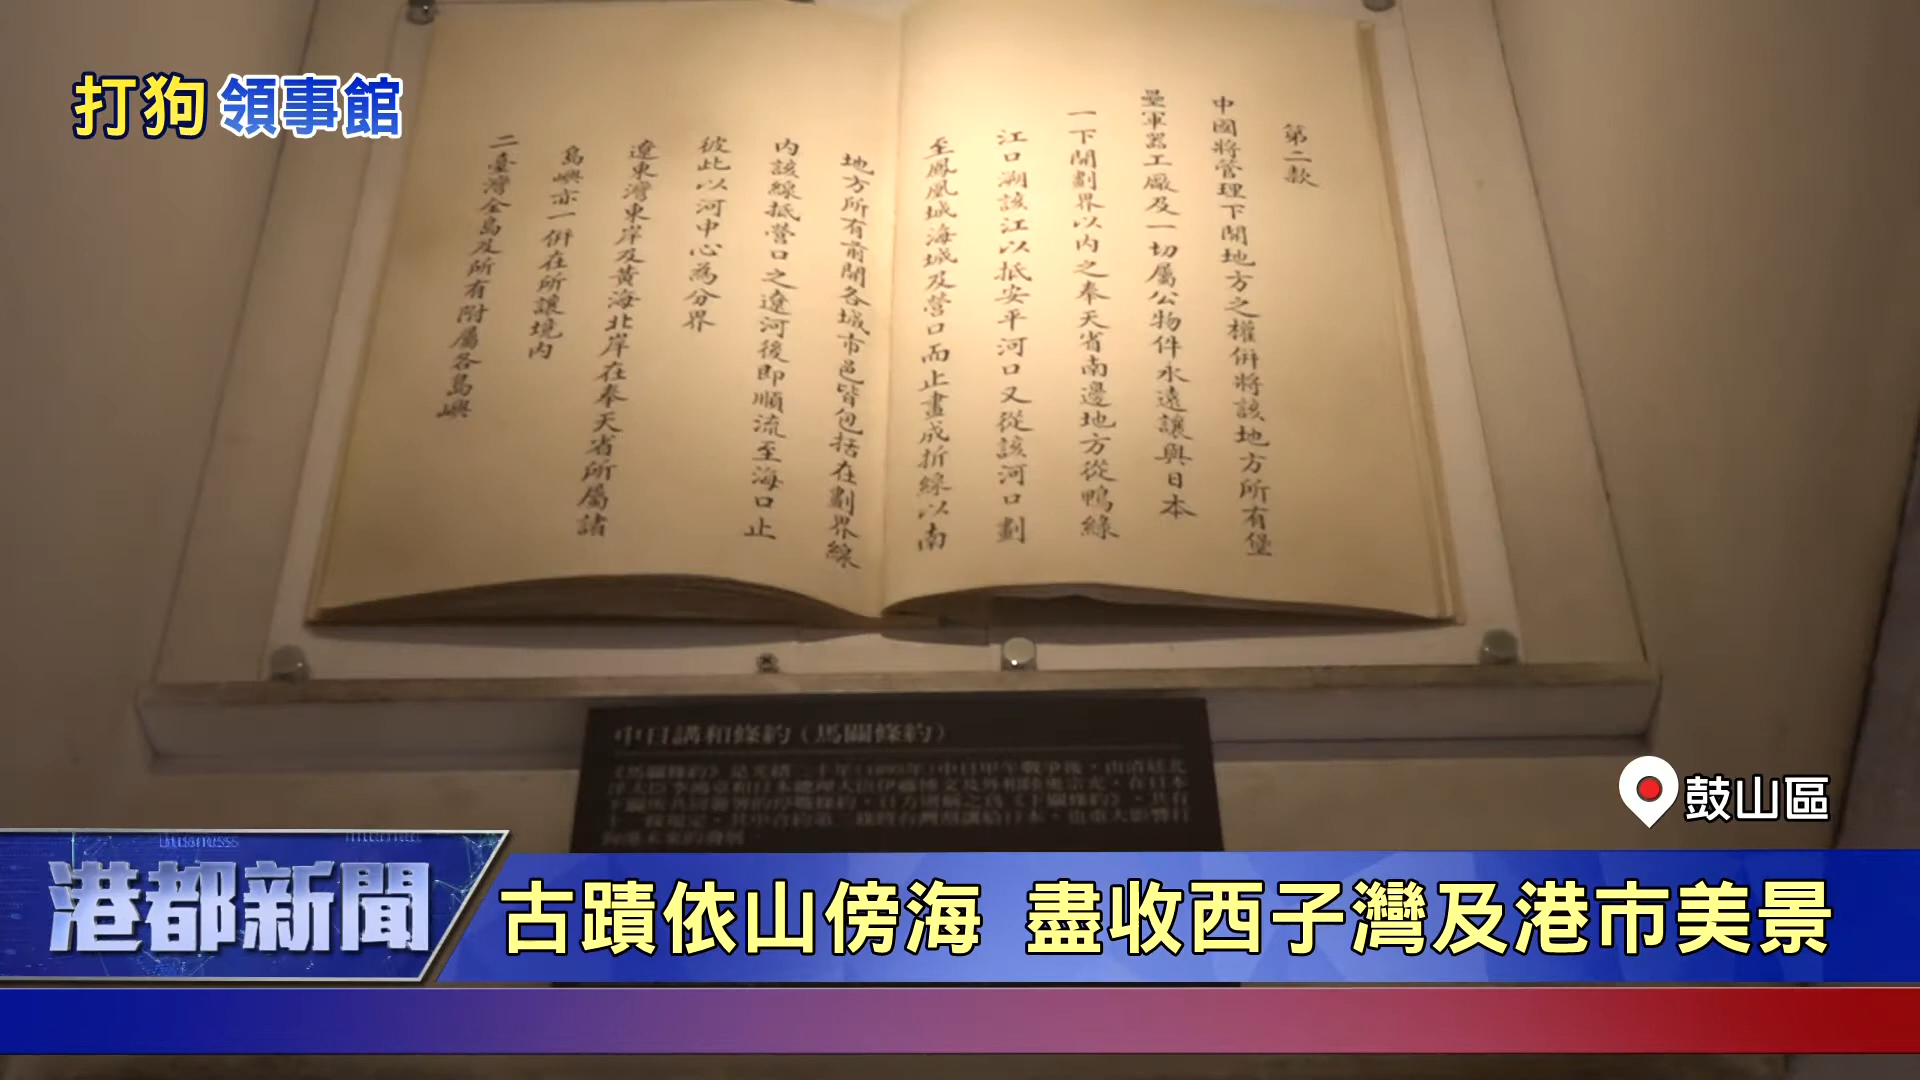 打狗領事館
第二款
中國將管理下開地方之權併將該地方所有堡
壘軍器工廠及一切屬公物件永遠讓與日本
一下開劃界以內之奉天省南邊地方從鴨綠
江口溯該江以抵安平河口又從該河口劃
至鳳凰城海城及營口而止畫成折線以南
地方所有前開各城市邑皆包括在劃界線
內該線抵營口之遼河後即順流至海口止
彼此以河中心為分界
遼東灣東岸及黃海北岸在奉天省所屬諸
島嶼亦一併在所讓境內
二臺灣全島及所有附屬各島嶼
中日講和條約(馬關條約)
鼓山區
港都新聞
古蹟依山傍海 盡收西子灣及港市美景